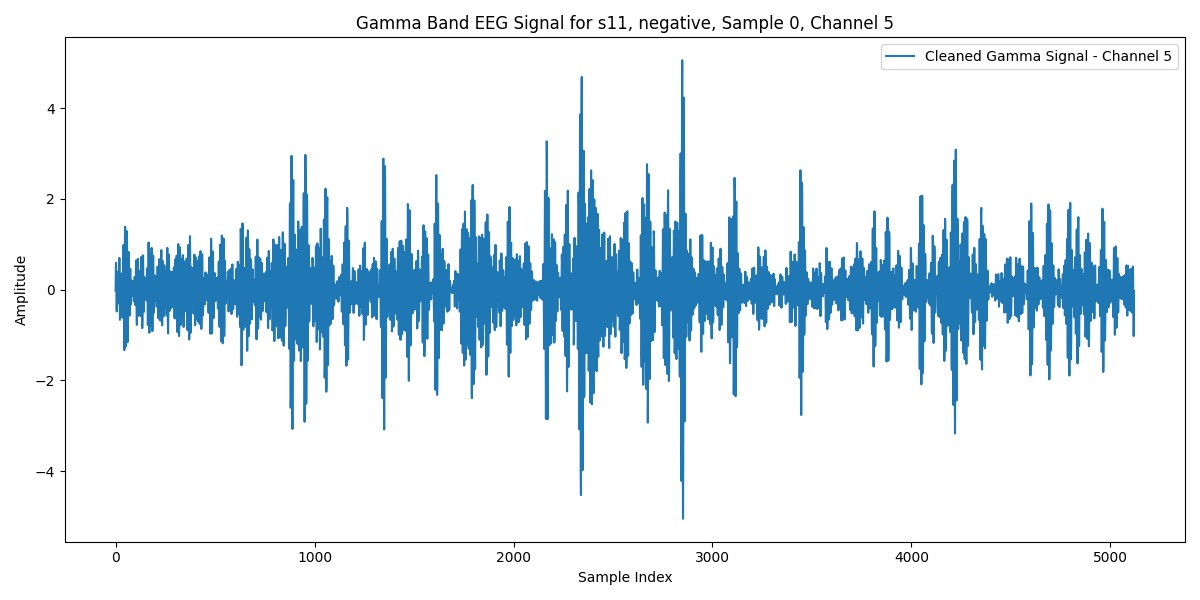 Gamma Band EEG Signal for s11, negative, Sample 0, Channel 5
Cleaned Gamma Signal - Channel 5
Amplitude
4
2
0
−2
−4
0 1000 2000 3000 4000 5000
Sample Index